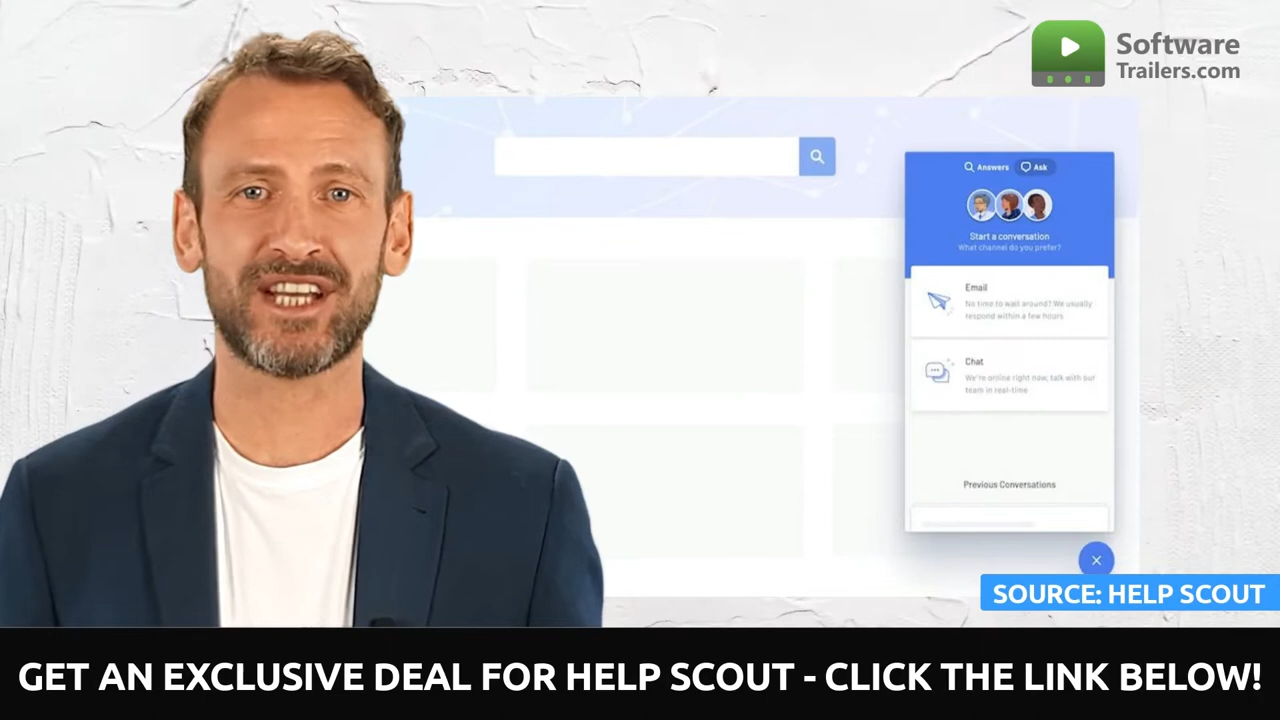 Software
Trailers.com
Answers Ask
Start a conversation
What channel do you prefer?
Email
No time to wait around? We usually
respond within a few hours
Chat
We're online right now, talk with our
team in real-time
Previous Conversations
SOURCE: HELP SCOUT
GET AN EXCLUSIVE DEAL FOR HELP SCOUT - CLICK THE LINK BELOW!